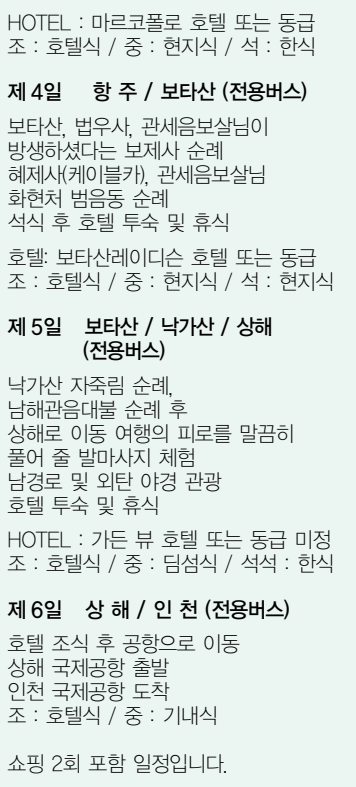 HOTEL : 마르코폴로 호텔 또는 동급
조 : 호텔식 / 중 : 현지식 / 석 : 한식
제 4일 항 주 / 보타산 (전용버스)
보타산, 법우사, 관세음보살님이
방생하셨다는 보제사 순례
혜제사(케이블카), 관세음보살님
화현처 범음동 순례
석식 후 호텔 투숙 및 휴식
호텔: 보타산레이디슨 호텔 또는 동급
조 : 호텔식 / 중 : 현지식 / 석 : 현지식
제 5일 보타산 / 낙가산 / 상해
(전용버스)
낙가산 자죽림 순례,
남해관음대불 순례 후
상해로 이동 여행의 피로를 말끔히
풀어 줄 발마사지 체험
남경로 및 외탄 야경 관광
호텔 투숙 및 휴식
HOTEL : 가든 뷰 호텔 또는 동급 미정
조 : 호텔식 / 중 : 딤섬식 / 석석 : 한식
제 6일 상 해 / 인 천 (전용버스)
호텔 조식 후 공항으로 이동
상해 국제공항 출발
인천 국제공항 도착
조 : 호텔식 / 중 : 기내식
쇼핑 2회 포함 일정입니다.